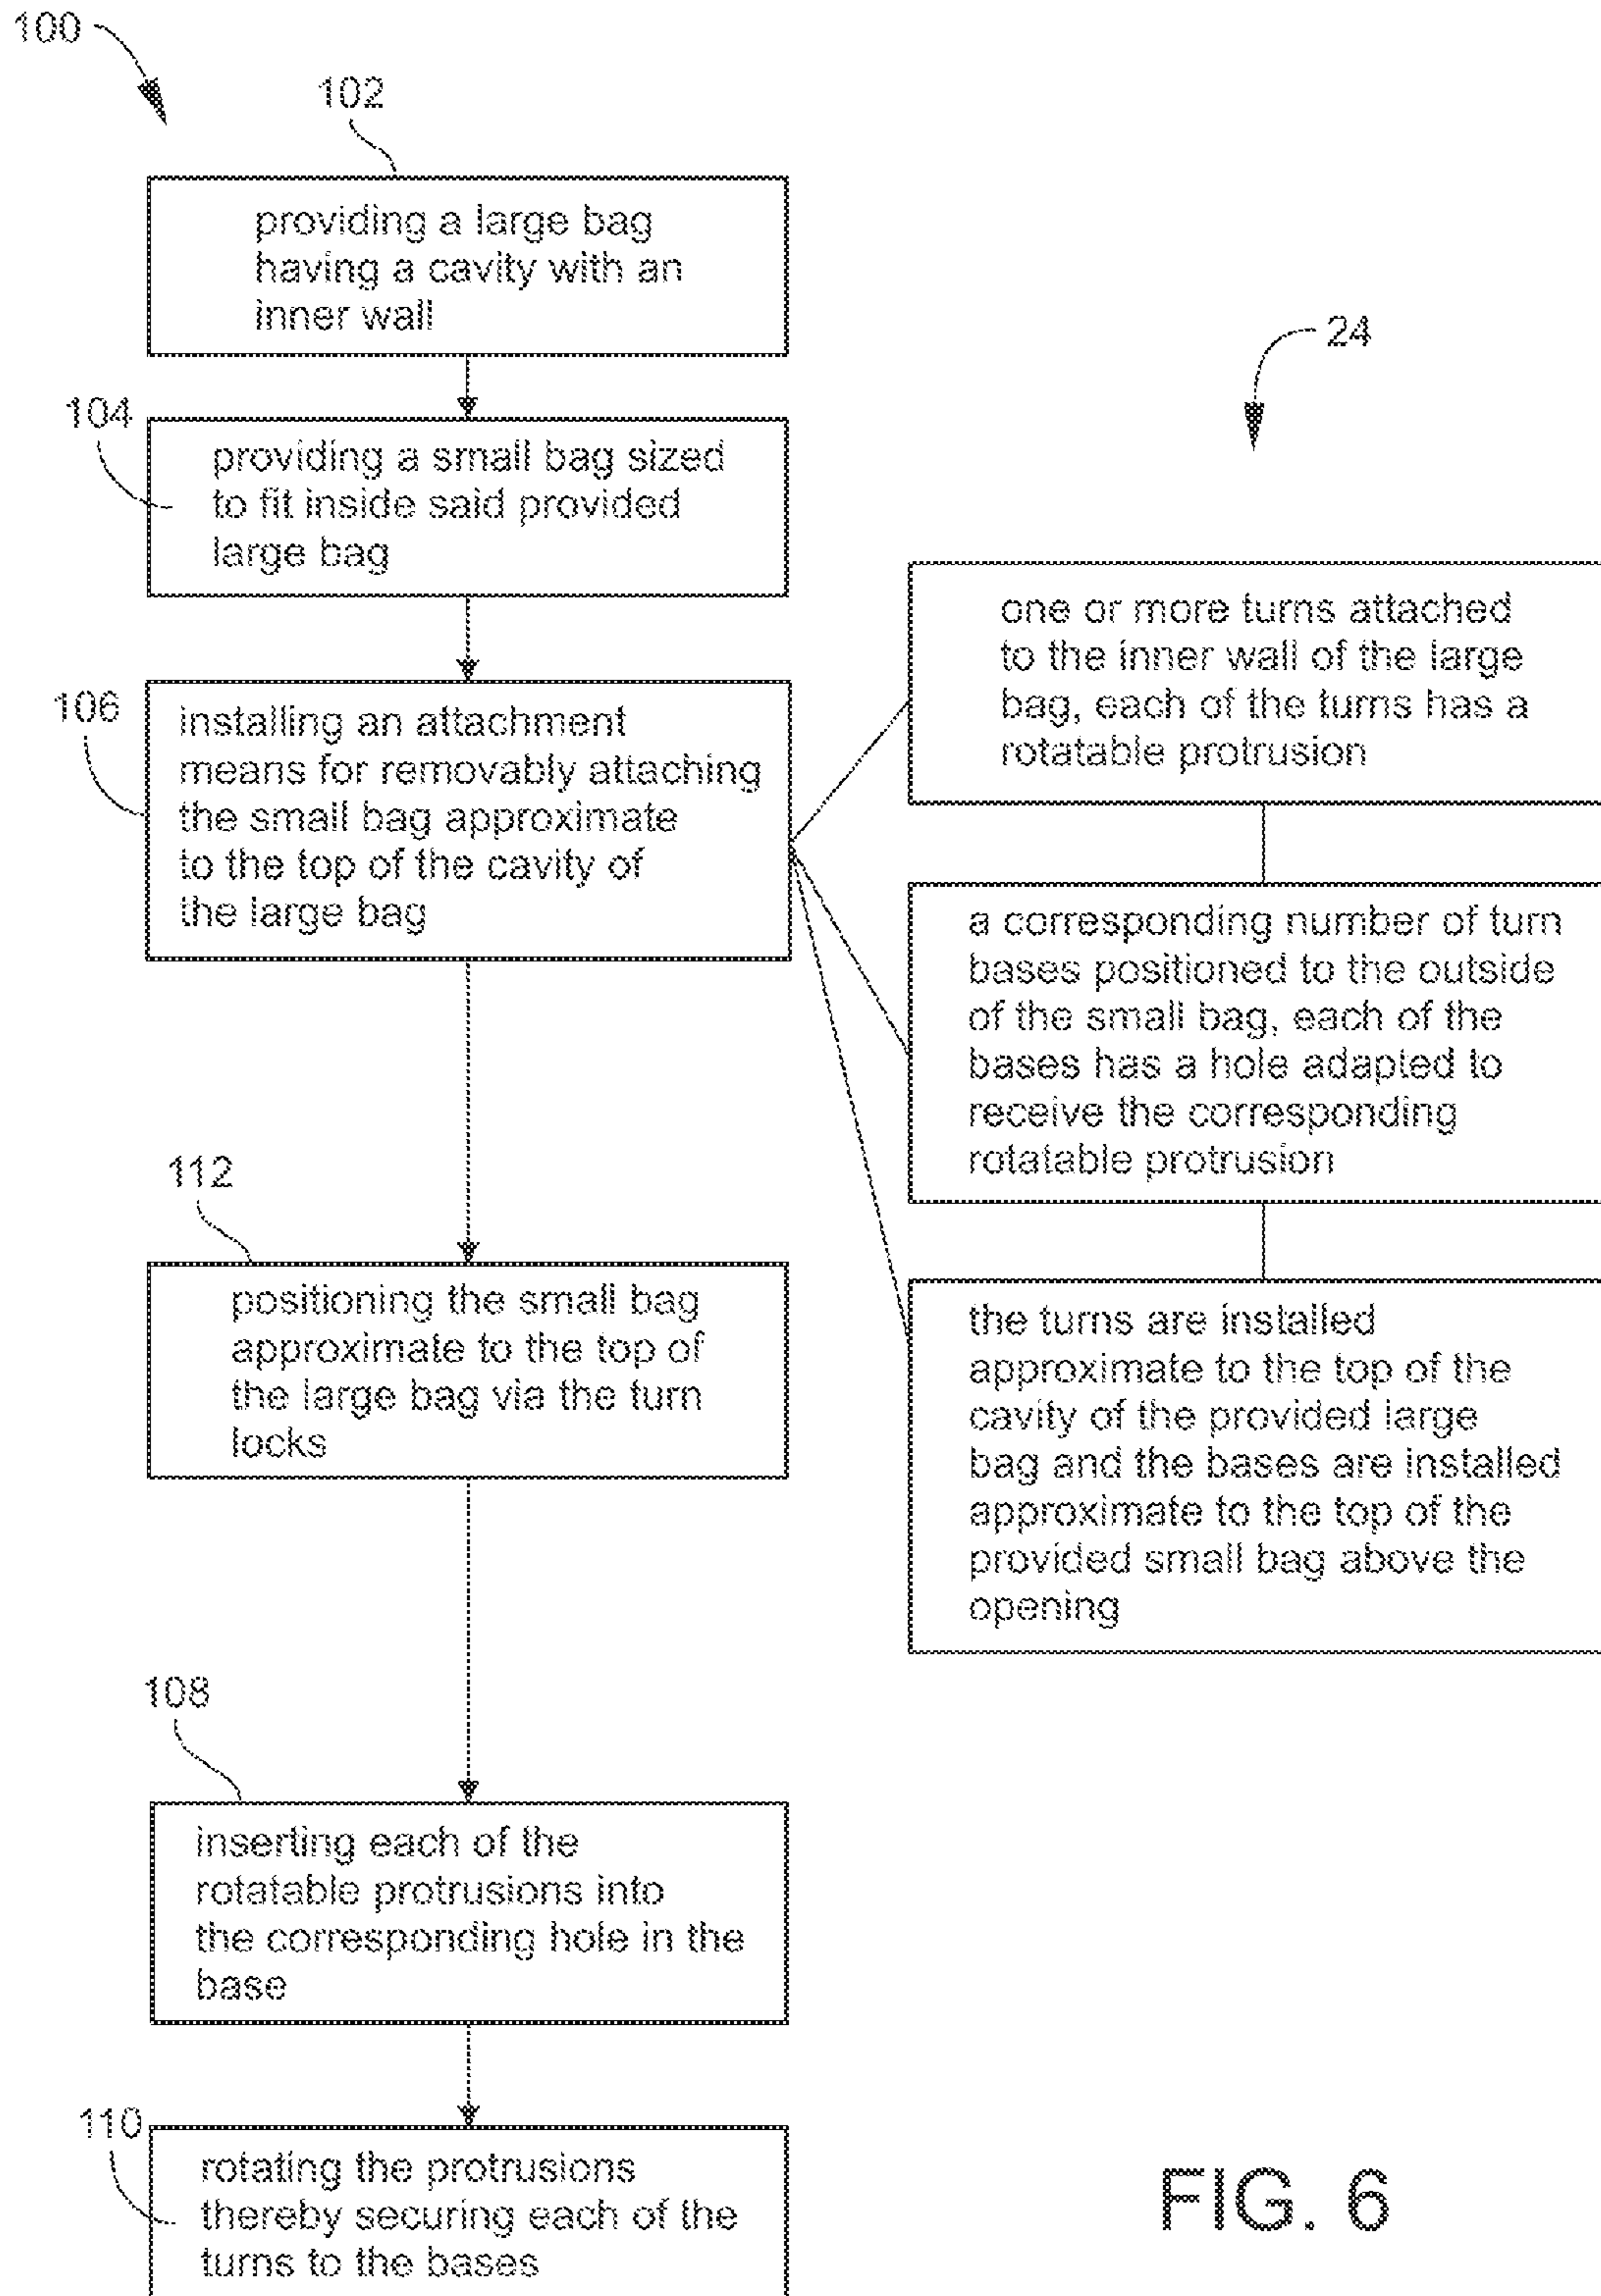 100
102
providing a large bag
having a cavity with an
inner wall
104
providing a small bag sized
to fit inside said provided
large bag
106
installing an attachment
means for removably attaching
the small bag approximate
to the top of the cavity of
the large bag
24
one or more turns attached
to the inner wall of the large
bag, each of the turns has a
rotatable protrusion
a corresponding number of turn
bases positioned to the outside
of the small bag, each of the
bases has a hole adapted to
receive the corresponding
rotatable protrusion
the turns are installed
approximate to the top of the
cavity of the provided large
bag and the bases are installed
approximate to the top of the
provided small bag above the
opening
112
positioning the small bag
approximate to the top of
the large bag via the turn
locks
108
inserting each of the
rotatable protrusions into
the corresponding hole in the
base
110
rotating the protrusions
thereby securing each of the
turns to the bases
FIG. 6